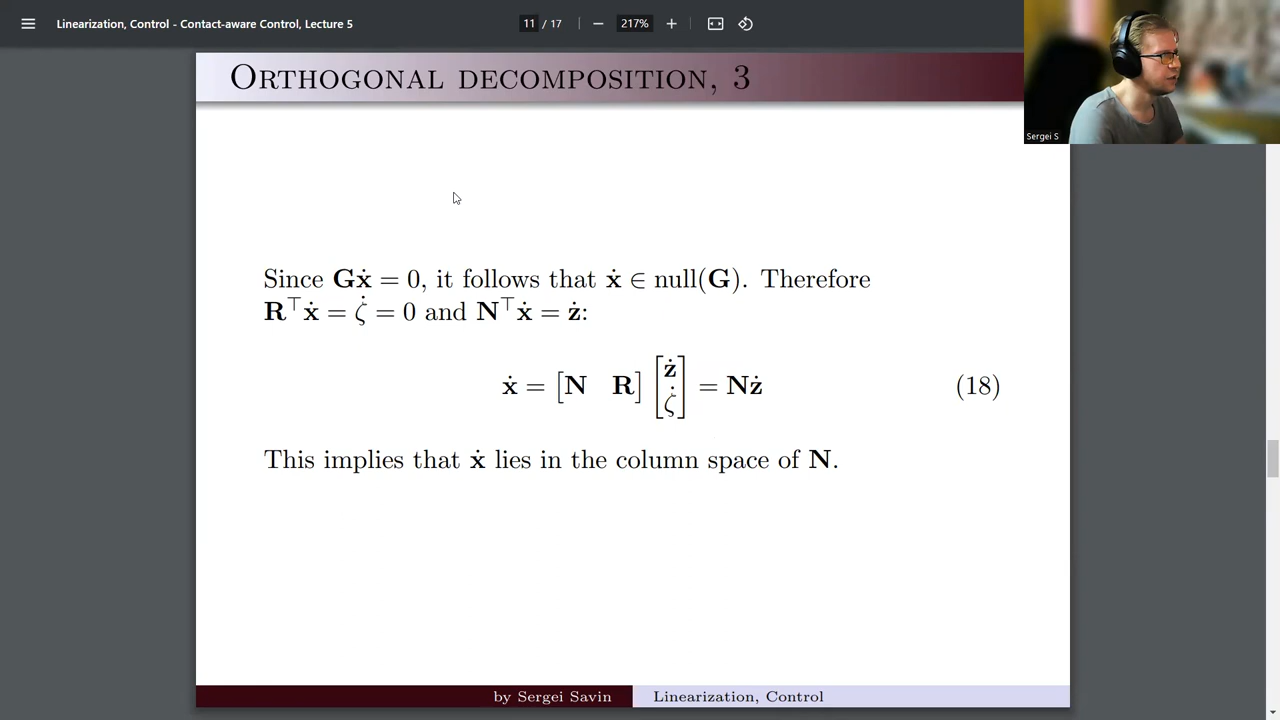 Linearization, Control - Contact-aware Control, Lecture 5
11 / 17
217%
Orthogonal decomposition, 3
Sergei S
Since Gẋ = 0, it follows that ẋ ∈ null(G). Therefore
R⊤ẋ = ζ̇ = 0 and N⊤ẋ = ż:
ẋ = [N R] [ż ζ̇] = Nż (18)
This implies that ẋ lies in the column space of N.
by Sergei Savin
Linearization, Control